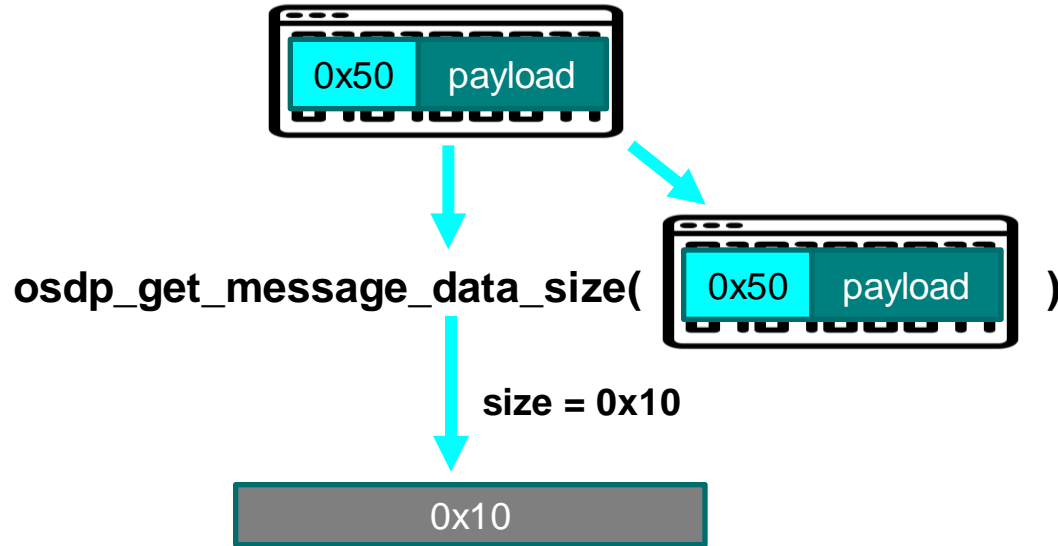 0x50 payload
osdp_get_message_data_size( 0x50 payload )
size = 0x10
0x10